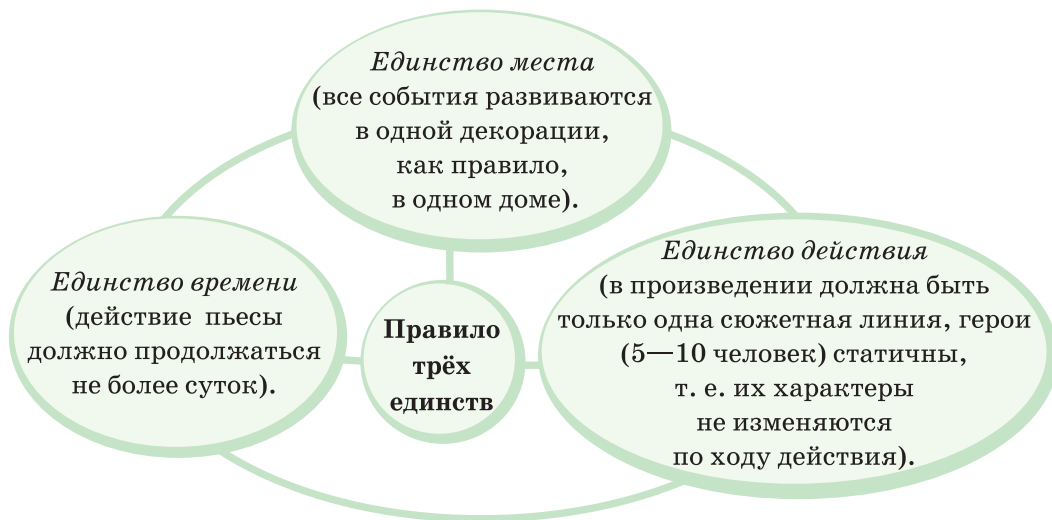 Единство места
(все события развиваются
в одной декорации,
как правило,
в одном доме).
Единство времени
(действие пьесы
должно продолжаться
не более суток).
Правило
трёх
единств
Единство действия
(в произведении должна быть
только одна сюжетная линия, герои
(5—10 человек) статичны,
т. е. их характеры
не изменяются
по ходу действия).